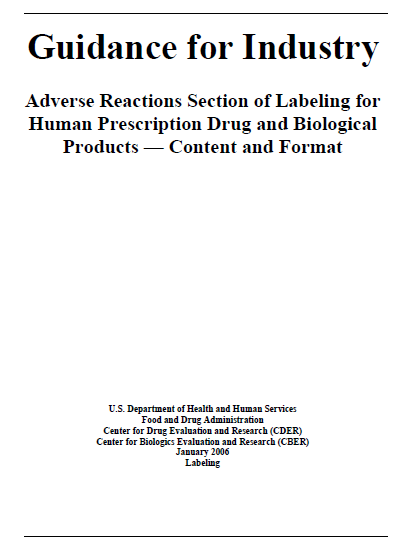 Guidance for Industry
Adverse Reactions Section of Labeling for
Human Prescription Drug and Biological
Products — Content and Format
U.S. Department of Health and Human Services
Food and Drug Administration
Center for Drug Evaluation and Research (CDER)
Center for Biologics Evaluation and Research (CBER)
January 2006
Labeling